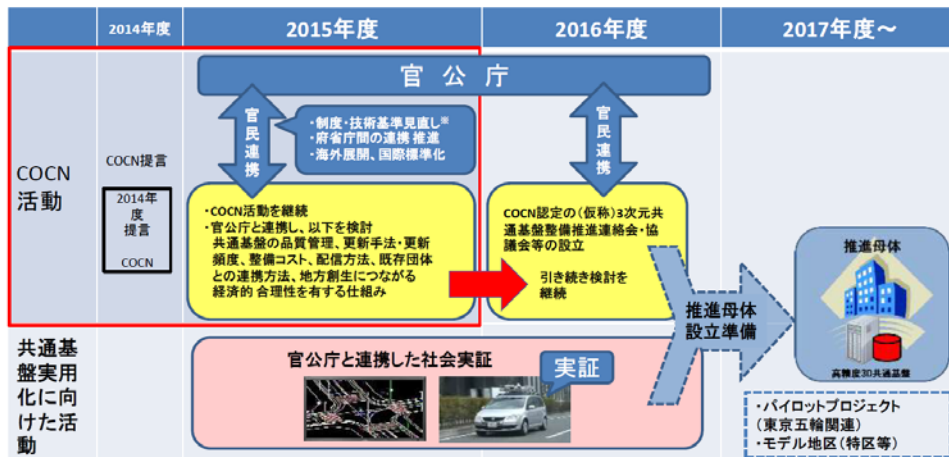 2014年度
2015年度
2016年度
2017年度～
官公庁
COCN
活動
COCN提言
2014年
度
提言
COCN
官民連携
・制度・技術基準見直し※
・府省庁間の連携 推進
・海外展開、国際標準化
・COCN活動を継続
・官公庁と連携し、以下を検討
共通基盤の品質管理、更新手法・更新
頻度、整備コスト、配信方法、既存団体
との連携方法、地方創生につながる
経済的 合理性を有する仕組み
官民連携
COCN認定の(仮称)3次元共
通基盤整備推進連絡会・協
議会等の設立
引き続き検討を
継続
推進母体
設立準備
推進母体
高精度3D共通基盤
・パイロットプロジェクト
(東京五輪関連)
・モデル地区(特区等)
共通基
盤実用
化に向
けた活
動
官公庁と連携した社会実証
実証